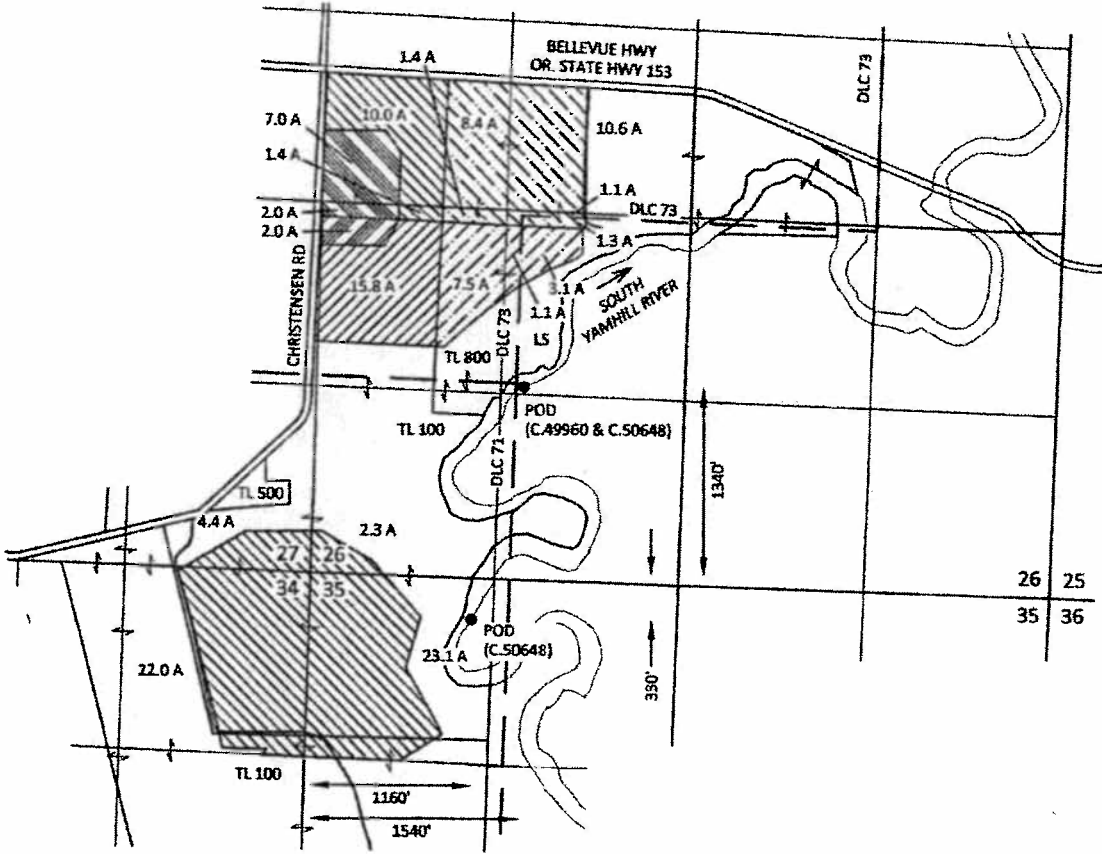 BELLEVUE HWY
OR. STATE HWY 153
DLC 73
1.4 A
7.0 A
10.0 A
8.4 A
10.6 A
1.4 A
1.1 A
2.0 A
DLC 73
2.0 A
1.3 A
15.8 A
7.5 A
3.1 A
1.1 A
SOUTH
YAMHILL RIVER
LS
CHRISTENSEN RD
DLC 73
TL 800
POD
(C.49960 & C.50648)
TL 100
DLC 71
1340'
TL 500
4.4 A
2.3 A
27 26
34 35
26 25
35 36
POD
(C.50648)
23.1 A
22.0 A
330'
TL 100
1160'
1540'